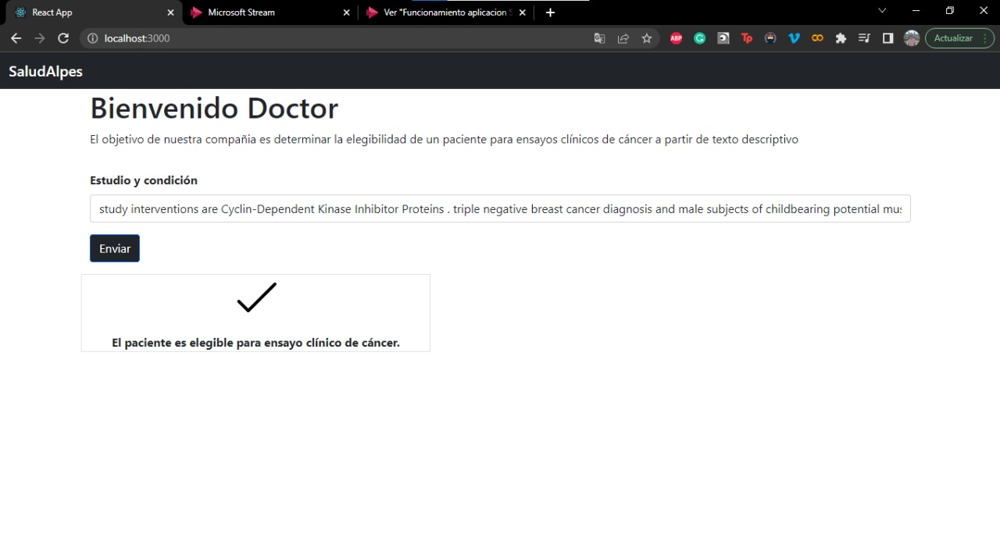 React App
Microsoft Stream
Ver "Funcionamiento aplicacion S
localhost:3000
ABP
Tp
Actualizar
SaludAlpes
Bienvenido Doctor
El objetivo de nuestra compañia es determinar la elegibilidad de un paciente para ensayos clínicos de cáncer a partir de texto descriptivo
Estudio y condición
study interventions are Cyclin-Dependent Kinase Inhibitor Proteins . triple negative breast cancer diagnosis and male subjects of childbearing potential mus
Enviar
El paciente es elegible para ensayo clínico de cáncer.